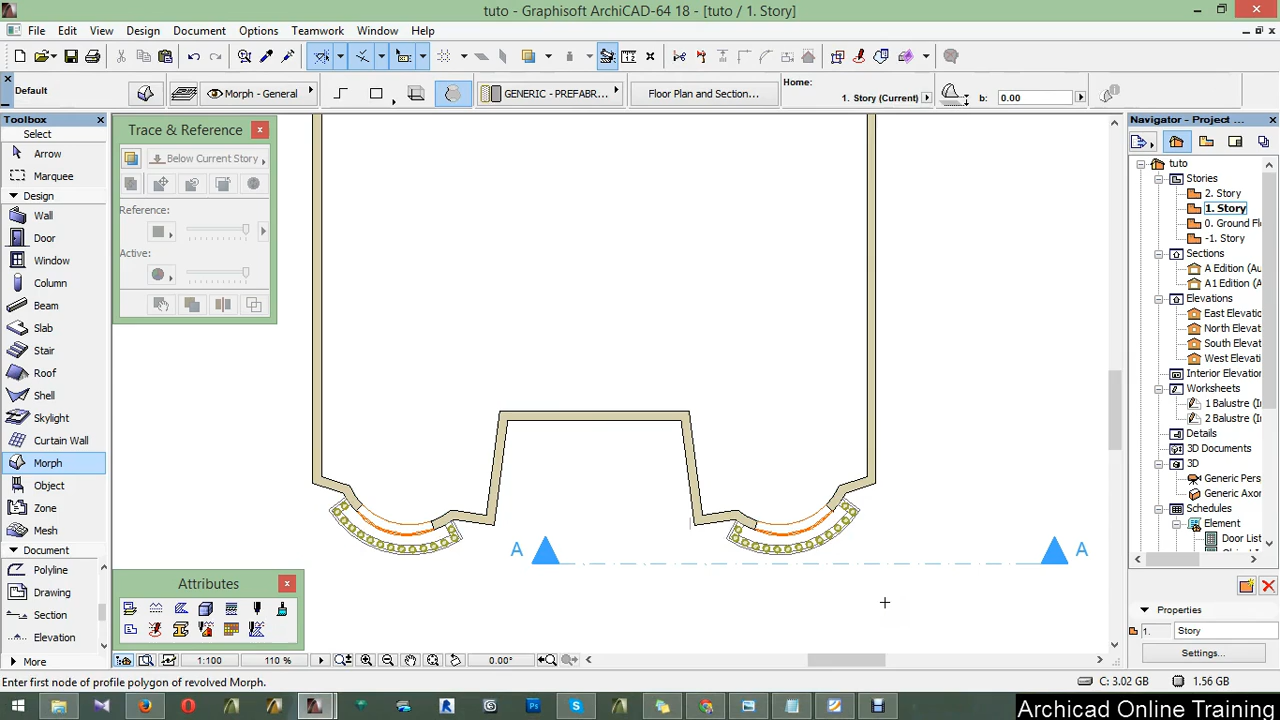 tuto - Graphisoft ArchiCAD-64 18 - [tuto / 1. Story]
File Edit View Design Document Options Teamwork Window Help
Default
Morph - General
GENERIC - PREFABR...
Floor Plan and Section...
Home:
1. Story (Current)
b: 0.00
Toolbox
Select
Arrow
Marquee
Design
Wall
Door
Window
Column
Beam
Slab
Stair
Roof
Shell
Skylight
Curtain Wall
Morph
Object
Zone
Mesh
Document
Polyline
Drawing
Section
Elevation
More
Trace & Reference
Below Current Story
Reference:
Active:
Attributes
A
A
Navigator - Project ...
tuto
Stories
2. Story
1. Story
0. Ground Fl
-1. Story
Sections
A Edition (Au
A1 Edition (A
Elevations
East Elevatio
North Elevat
South Elevati
West Elevati
Interior Elevation
Worksheets
1 Balustre (In
2 Balustre (In
Details
3D Documents
3D
Generic Pers
Generic Axon
Schedules
Element
Door List
Properties
1. Story
Settings...
1:100
110 %
0.00°
Enter first node of profile polygon of revolved Morph.
C: 3.02 GB
1.56 GB
Archicad Online Training